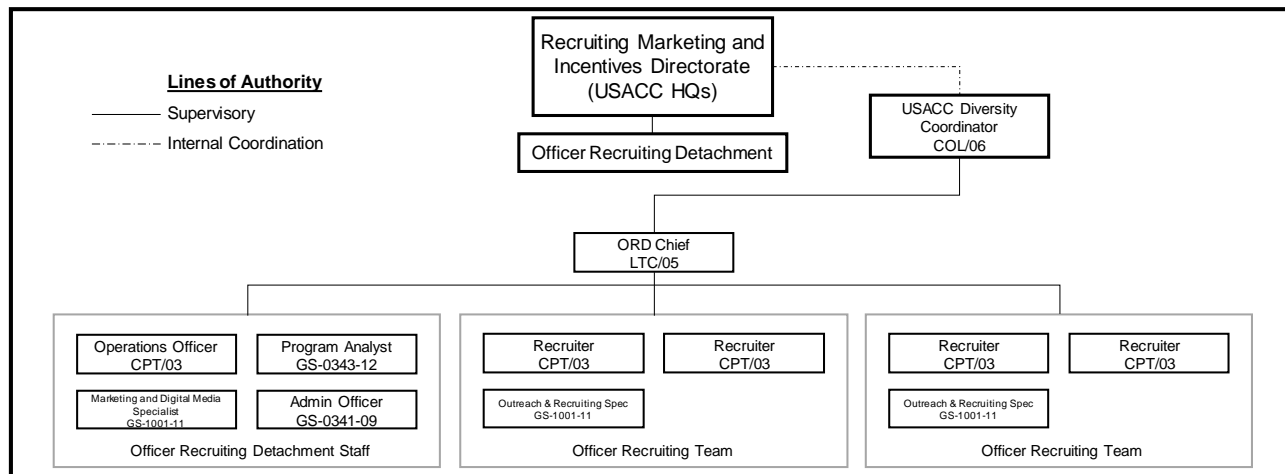 Recruiting Marketing and
Incentives Directorate
(USACC HQs)
Lines of Authority
Supervisory
Internal Coordination
USACC Diversity
Coordinator
COL/06
Officer Recruiting Detachment
ORD Chief
LTC/05
Operations Officer
CPT/03
Program Analyst
GS-0343-12
Marketing and Digital Media
Specialist
GS-1001-11
Admin Officer
GS-0341-09
Officer Recruiting Detachment Staff
Recruiter
CPT/03
Recruiter
CPT/03
Outreach & Recruiting Spec
GS-1001-11
Officer Recruiting Team
Recruiter
CPT/03
Recruiter
CPT/03
Outreach & Recruiting Spec
GS-1001-11
Officer Recruiting Team